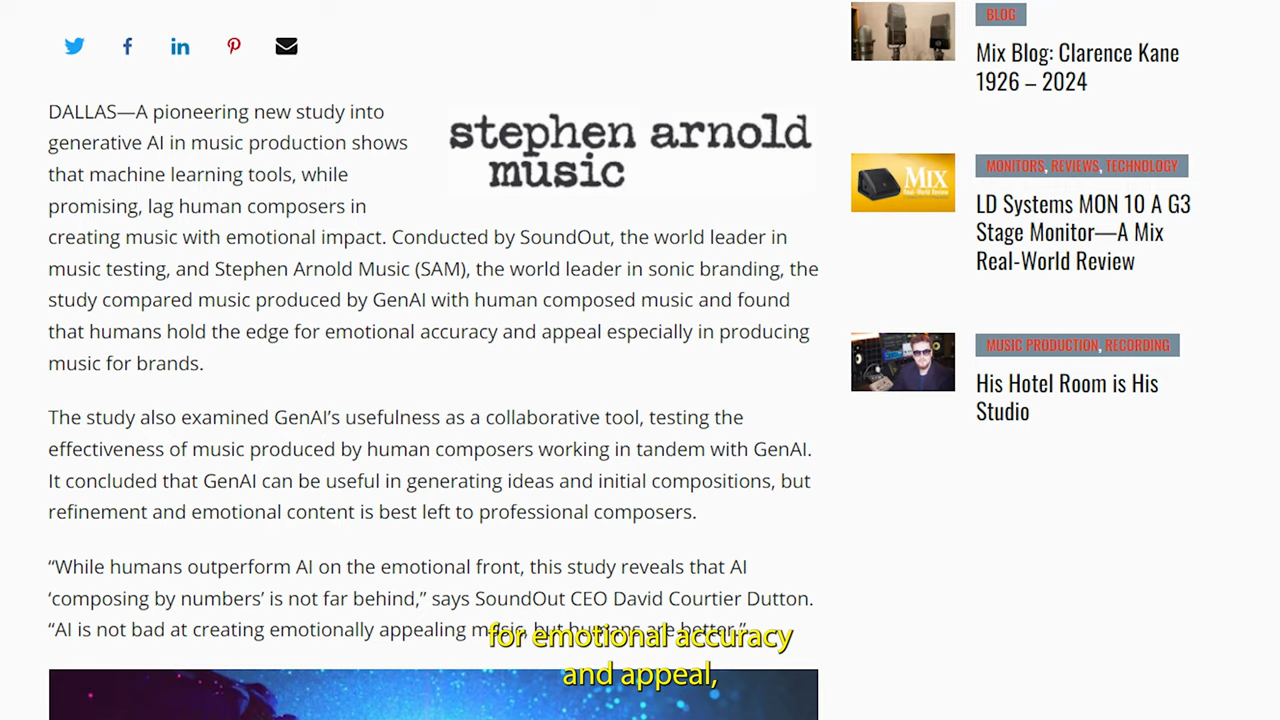 DALLAS—A pioneering new study into
generative AI in music production shows
that machine learning tools, while
promising, lag human composers in
creating music with emotional impact. Conducted by SoundOut, the world leader in
music testing, and Stephen Arnold Music (SAM), the world leader in sonic branding, the
study compared music produced by GenAI with human composed music and found
that humans hold the edge for emotional accuracy and appeal especially in producing
music for brands.
stephen arnold
music
The study also examined GenAI’s usefulness as a collaborative tool, testing the
effectiveness of music produced by human composers working in tandem with GenAI.
It concluded that GenAI can be useful in generating ideas and initial compositions, but
refinement and emotional content is best left to professional composers.
“While humans outperform AI on the emotional front, this study reveals that AI
‘composing by numbers’ is not far behind,” says SoundOut CEO David Courtier Dutton.
“AI is not bad at creating emotionally appealing music, but humans are better.”
for emotional accuracy
and appeal,
BLOG
Mix Blog: Clarence Kane
1926 – 2024
MIX
MONITORS, REVIEWS, TECHNOLOGY
LD Systems MON 10 A G3
Stage Monitor—A Mix
Real-World Review
MUSIC PRODUCTION, RECORDING
His Hotel Room is His
Studio